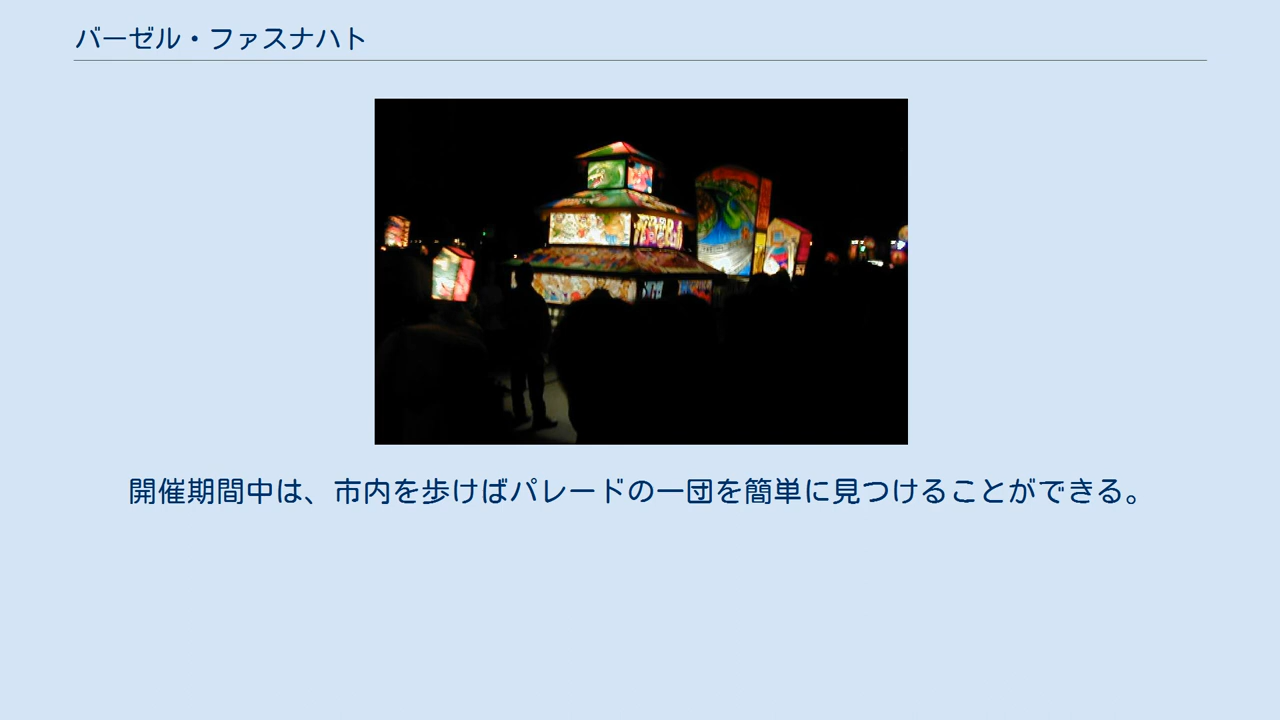 バーゼル・ファスナハト
開催期間中は、市内を歩けばパレードの一団を簡単に見つけることができる。